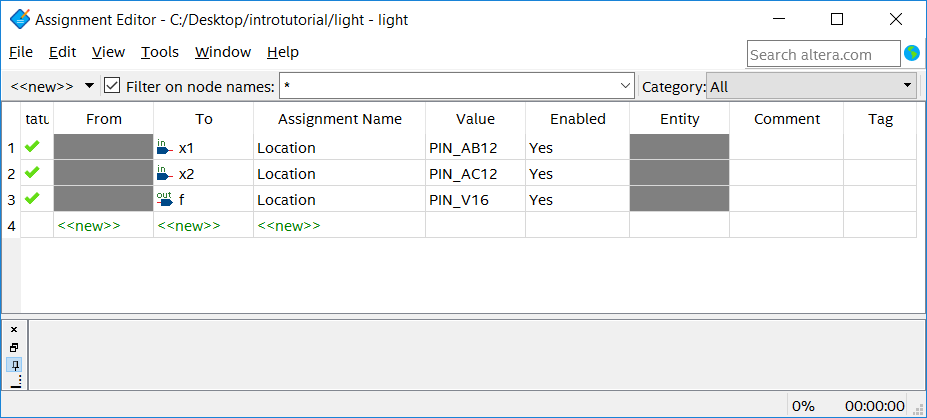 Assignment Editor - C:/Desktop/introtutorial/light - light
File Edit View Tools Window Help
Search altera.com
<<new>> Filter on node names: * Category: All
tatu From To Assignment Name Value Enabled Entity Comment Tag
1 in x1 Location PIN_AB12 Yes
2 in x2 Location PIN_AC12 Yes
3 out f Location PIN_V16 Yes
4 <<new>> <<new>> <<new>>
0% 00:00:00